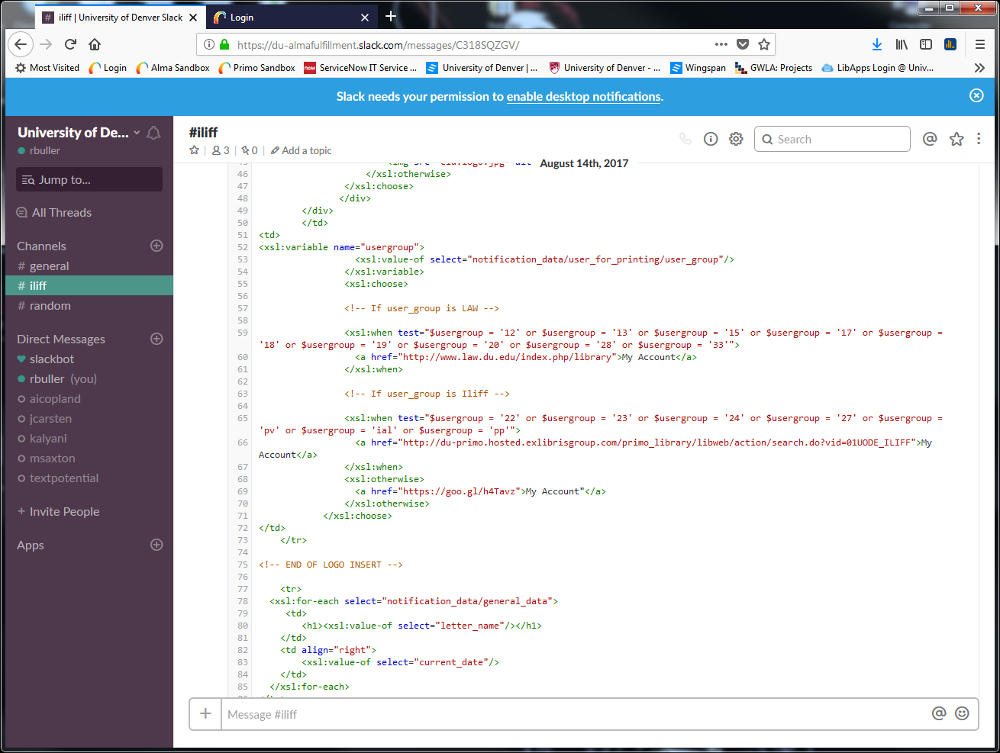 iliff | University of Denver Slack
Login
https://du-almafulfillment.slack.com/messages/C318SQZGV/
Most Visited
Login
Alma Sandbox
Primo Sandbox
now
ServiceNow IT Service ...
University of Denver | ...
University of Denver - ...
Wingspan
GWLA: Projects
LibApps Login @ Univ...
Slack needs your permission to enable desktop notifications.
University of De...
rbuller
Jump to...
All Threads
Channels
# general
# iliff
# random
Direct Messages
slackbot
rbuller (you)
aicopland
jcarsten
kalyani
msaxton
textpotential
+ Invite People
Apps
#iliff
3 | 0 | Add a topic
Search
August 14th, 2017
46 </xsl:otherwise>
47 </xsl:choose>
48 </div>
49 </div>
50 </td>
51 <td>
52 <xsl:variable name="usergroup">
53 <xsl:value-of select="notification_data/user_for_printing/user_group"/>
54 </xsl:variable>
55 <xsl:choose>
56
57 <!-- If user_group is LAW -->
58
59 <xsl:when test="$usergroup = '12' or $usergroup = '13' or $usergroup = '15' or $usergroup = '17' or $usergroup =
'18' or $usergroup = '19' or $usergroup = '20' or $usergroup = '28' or $usergroup = '33'">
60 <a href="http://www.law.du.edu/index.php/library">My Account</a>
61 </xsl:when>
62
63 <!-- If user_group is Iliff -->
64
65 <xsl:when test="$usergroup = '22' or $usergroup = '23' or $usergroup = '24' or $usergroup = '27' or $usergroup =
'pv' or $usergroup = 'ial' or $usergroup = 'pp'">
66 <a href="http://du-primo.hosted.exlibrisgroup.com/primo_library/libweb/action/search.do?vid=01UODE_ILIFF">My
Account</a>
67 </xsl:when>
68 <xsl:otherwise>
69 <a href="https://goo.gl/h4Tavz">My Account"</a>
70 </xsl:otherwise>
71 </xsl:choose>
72 </td>
73 </tr>
74
75 <!-- END OF LOGO INSERT -->
76
77 <tr>
78 <xsl:for-each select="notification_data/general_data">
79 <td>
80 <h1><xsl:value-of select="letter_name"/></h1>
81 </td>
82 <td align="right">
83 <xsl:value-of select="current_date"/>
84 </td>
85 </xsl:for-each>
Message #iliff